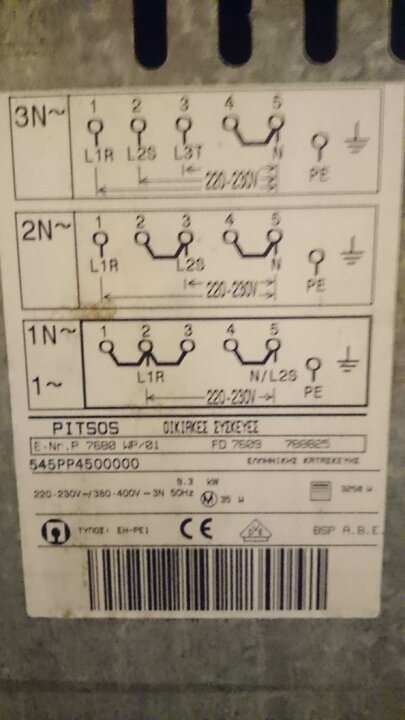 3N~ 1 2 3 4 5
L1R L2S L3T N PE
220-230V
2N~ 1 2 3 4 5
L1R L2S N PE
220-230V
1N~ 1 2 3 4 5
1~ L1R N/L2S PE
220-230V
PITSOS ΟΙΚΙΑΚΕΣ ΣΥΣΚΕΥΕΣ
E-Nr.P 7680 WP/01 FD 7609 788825
545PP4500000 ΕΛΛΗΝΙΚΗΣ ΚΑΤΑΣΚΕΥΗΣ
9.3 kW
220-230V~/380-400V~3N 50Hz M 35 W 3250 W
ΤΥΠΟΣ: EH-PE1 CE BSP A.B.E.